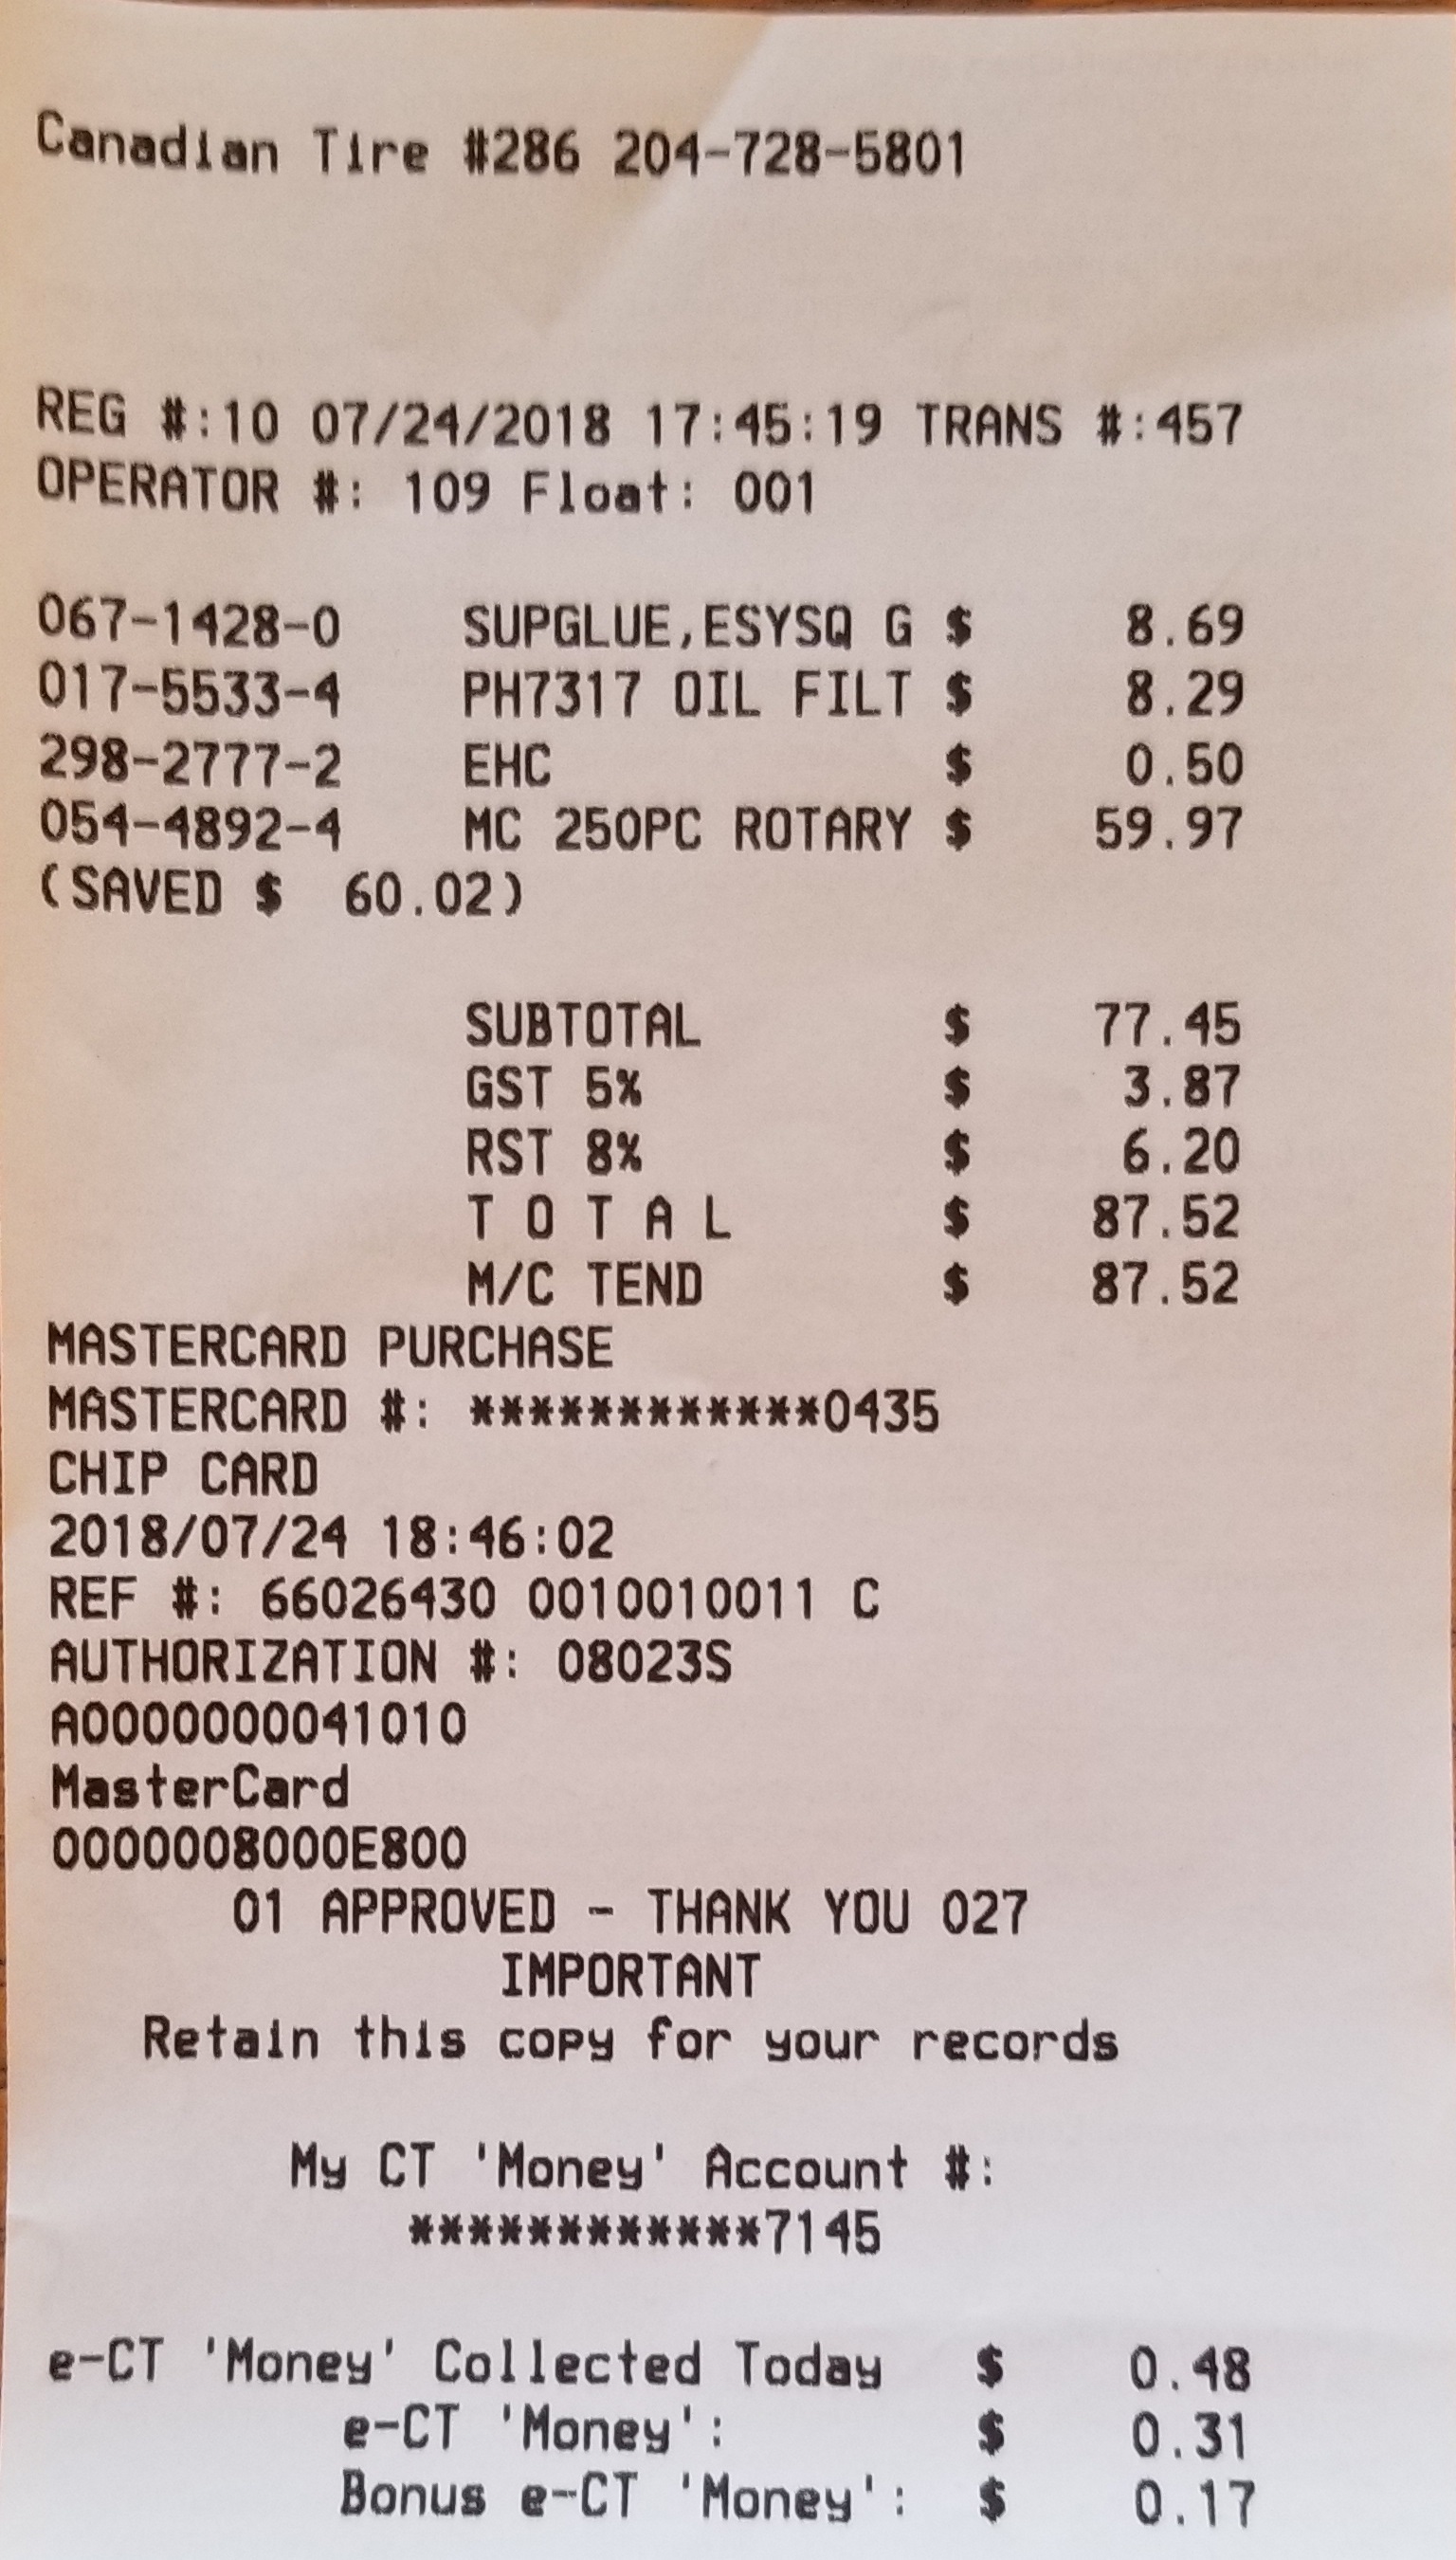 Canadian Tire #286 204-728-5801
REG #:10 07/24/2018 17:45:19 TRANS #:457
OPERATOR #: 109 Float: 001
067-1428-0 SUPGLUE,ESYSQ G $ 8.69
017-5533-4 PH7317 OIL FILT $ 8.29
298-2777-2 EHC $ 0.50
054-4892-4 MC 250PC ROTARY $ 59.97
(SAVED $ 60.02)
SUBTOTAL $ 77.45
GST 5% $ 3.87
RST 8% $ 6.20
T O T A L $ 87.52
M/C TEND $ 87.52
MASTERCARD PURCHASE
MASTERCARD #: ************0435
CHIP CARD
2018/07/24 18:46:02
REF #: 66026430 0010010011 C
AUTHORIZATION #: 08023S
A0000000041010
MasterCard
0000008000E800
01 APPROVED - THANK YOU 027
IMPORTANT
Retain this copy for your records
My CT 'Money' Account #:
************7145
e-CT 'Money' Collected Today $ 0.48
e-CT 'Money': $ 0.31
Bonus e-CT 'Money': $ 0.17